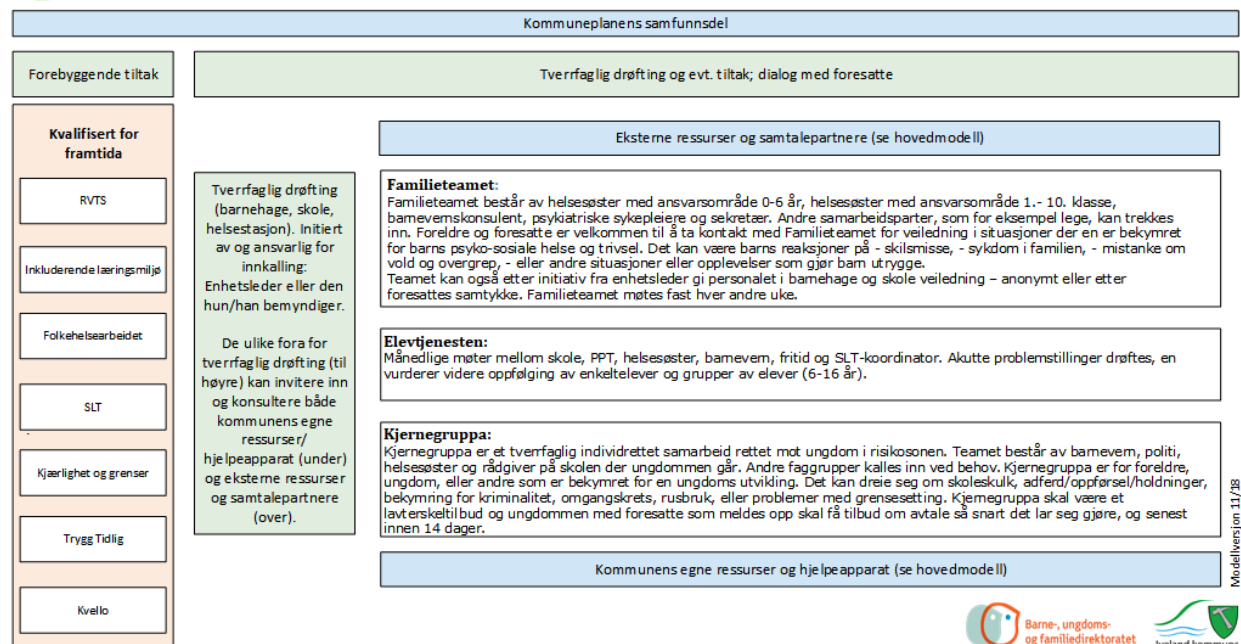 Kommuneplanens samfunnsdel
Forebyggende tiltak
Tverrfaglig drøfting og evt. tiltak; dialog med foresatte
Kvalifisert for
framtida
RVTS
Inkluderende læringsmiljø
Folkehelsearbeidet
SLT
Kjærlighet og grenser
Trygg Tidlig
Kvello
Tverrfaglig drøfting
(barnehage, skole,
helsestasjon). Initiert
av og ansvarlig for
innkalling:
Enhetsleder eller den
hun/han bemyndiger.
De ulike fora for
tverrfaglig drøfting (til
høyre) kan invitere inn
og konsultere både
kommunens egne
ressurser/
hjelpeapparat (under)
og eksterne ressurser
og samtalepartnere
(over).
Eksterne ressurser og samtalepartnere (se hovedmodell)
Familieteamet:
Familieteamet består av helsesøster med ansvarsområde 0-6 år, helsesøster med ansvarsområde 1.- 10. klasse,
barnevernskonsulent, psykiatriske sykepleiere og sekretær. Andre samarbeidsparter, som for eksempel lege, kan trekkes
inn. Foreldre og foresatte er velkommen til å ta kontakt med Familieteamet for veiledning i situasjoner der en er bekymret
for barns psyko-sosiale helse og trivsel. Det kan være barns reaksjoner på - skilsmisse, - sykdom i familien, - mistanke om
vold og overgrep, - eller andre situasjoner eller opplevelser som gjør barn utrygge.
Teamet kan også etter initiativ fra enhetsleder gi personalet i barnehage og skole veiledning – anonymt eller etter
foresattes samtykke. Familieteamet møtes fast hver andre uke.
Elevtjenesten:
Månedlige møter mellom skole, PPT, helsesøster, barnevern, fritid og SLT-koordinator. Akutte problemstillinger drøftes, en
vurderer videre oppfølging av enkeltelever og grupper av elever (6-16 år).
Kjernegruppa:
Kjernegruppa er et tverrfaglig individrettet samarbeid rettet mot ungdom i risikosonen. Teamet består av barnevern, politi,
helsesøster og rådgiver på skolen der ungdommen går. Andre faggrupper kalles inn ved behov. Kjernegruppa er for foreldre,
ungdom, eller andre som er bekymret for en ungdoms utvikling. Det kan dreie seg om skoleskulk, adferd/oppførsel/holdninger,
bekymring for kriminalitet, omgangskrets, rusbruk, eller problemer med grensesetting. Kjernegruppa skal være et
lavterskeltilbud og ungdommen med foresatte som meldes opp skal få tilbud om avtale så snart det lar seg gjøre, og senest
innen 14 dager.
Kommunens egne ressurser og hjelpeapparat (se hovedmodell)
Modellversjon 11/18
Barne-, ungdoms-
og familiedirektoratet
Iveland kommune